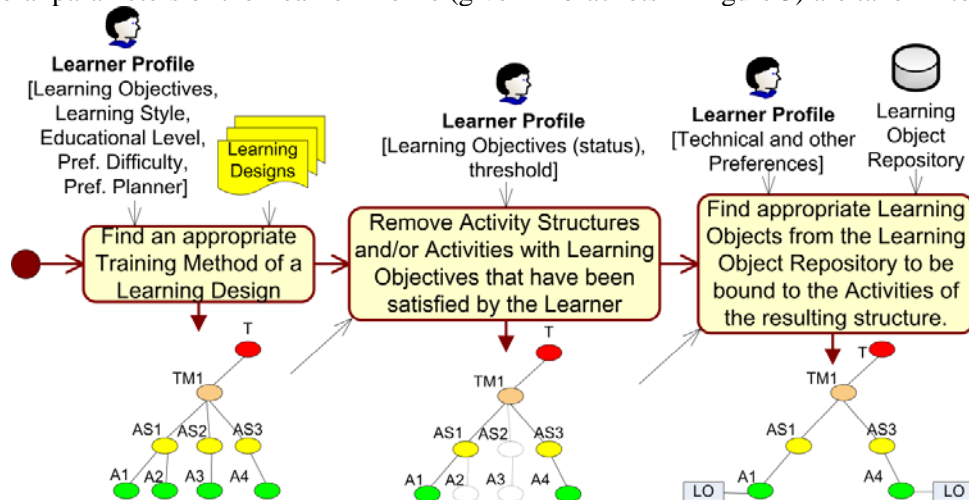 Learner Profile
[Learning Objectives,
Learning Style,
Educational Level,
Pref. Difficulty,
Pref. Planner]
Learning
Designs
Learner Profile
[Learning Objectives (status),
threshold]
Learner Profile
[Technical and other
Preferences]
Learning
Object
Repository
Find an appropriate
Training Method of a
Learning Design
Remove Activity Structures
and/or Activities with Learning
Objectives that have been
satisfied by the Learner
Find appropriate Learning
Objects from the Learning
Object Repository to be
bound to the Activities of
the resulting structure.
T
TM1
AS1
AS2
AS3
A1
A2
A3
A4
T
TM1
AS1
AS2
AS3
A1
A2
A3
A4
T
TM1
AS1
AS3
A1
A4
LO
LO